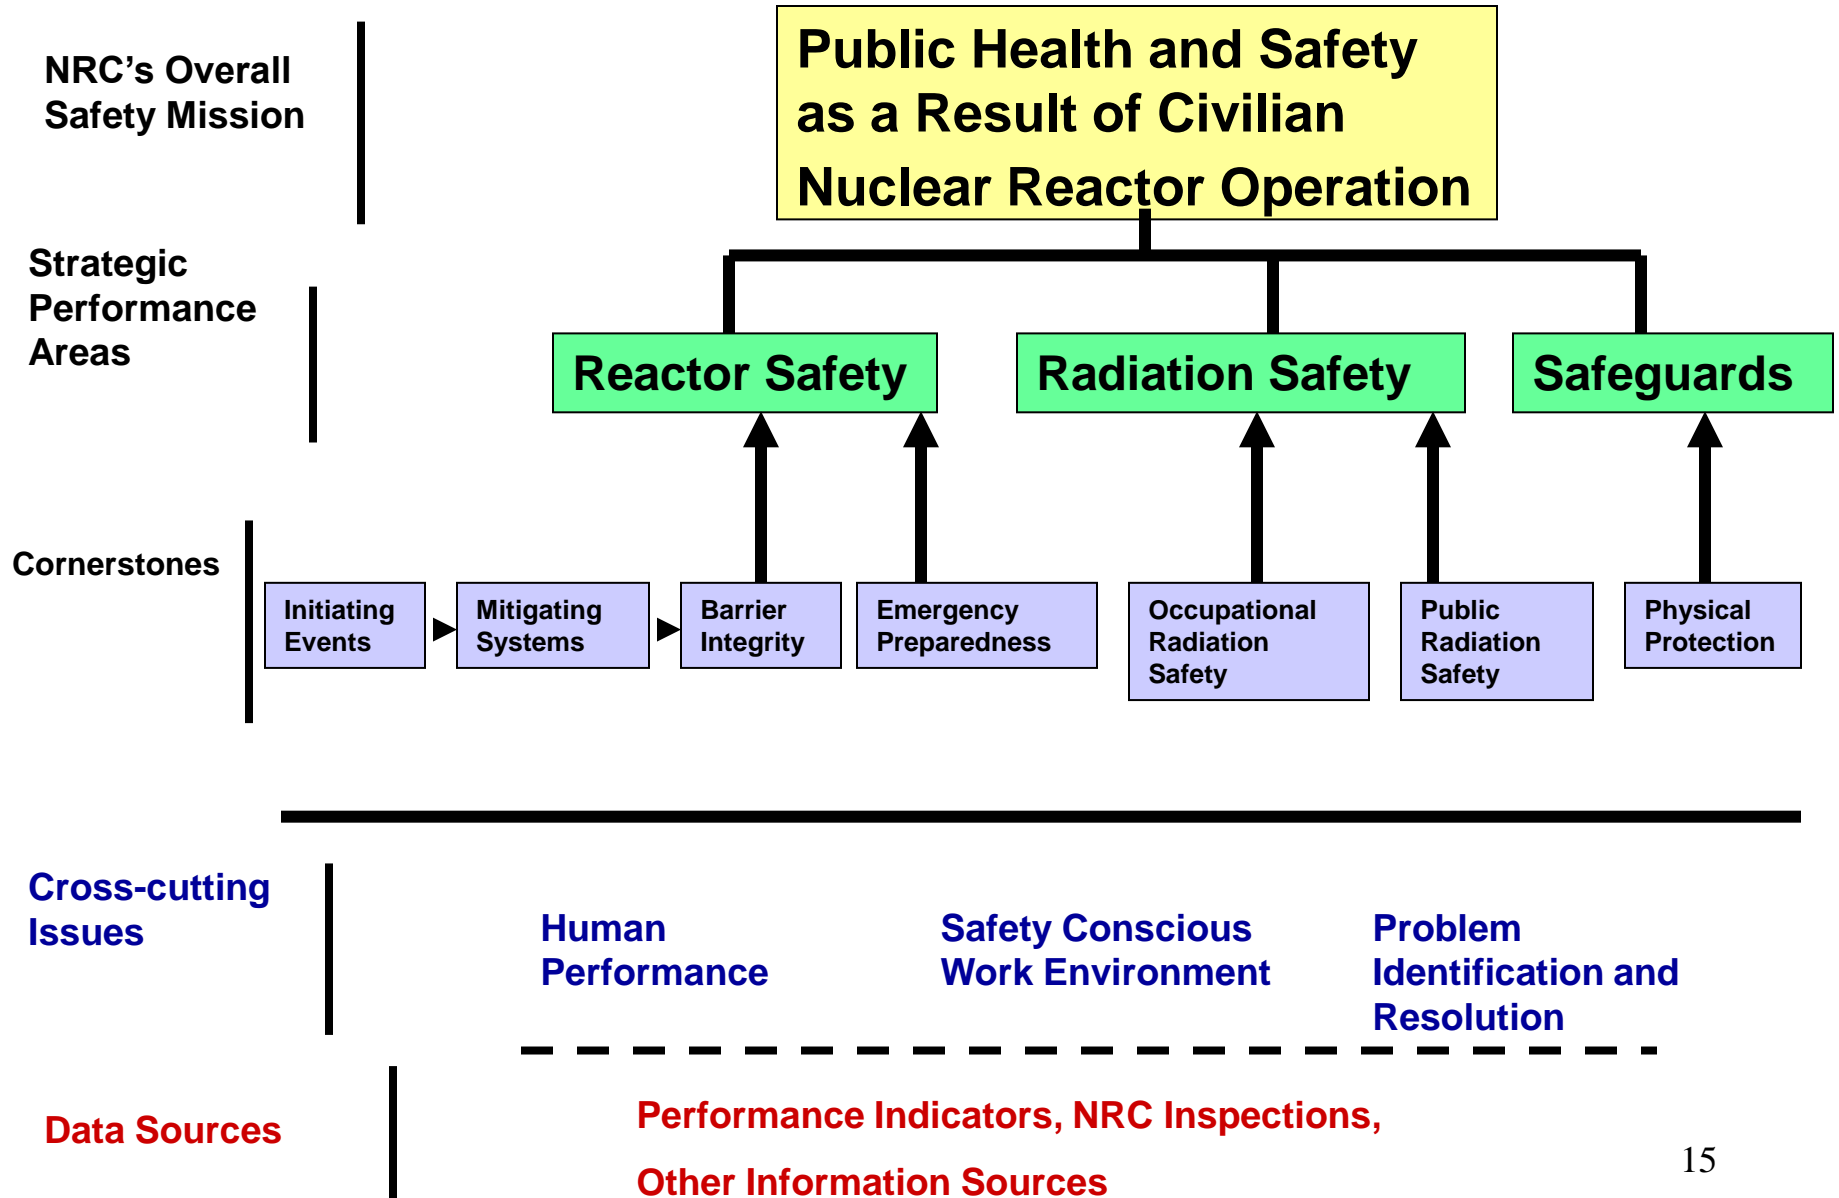 NRC’s Overall
Safety Mission
Public Health and Safety
as a Result of Civilian
Nuclear Reactor Operation
Strategic
Performance
Areas
Reactor Safety
Radiation Safety
Safeguards
Cornerstones
Initiating
Events
Mitigating
Systems
Barrier
Integrity
Emergency
Preparedness
Occupational
Radiation
Safety
Public
Radiation
Safety
Physical
Protection
Cross-cutting
Issues
Human
Performance
Safety Conscious
Work Environment
Problem
Identification and
Resolution
Data Sources
Performance Indicators, NRC Inspections,
Other Information Sources
15